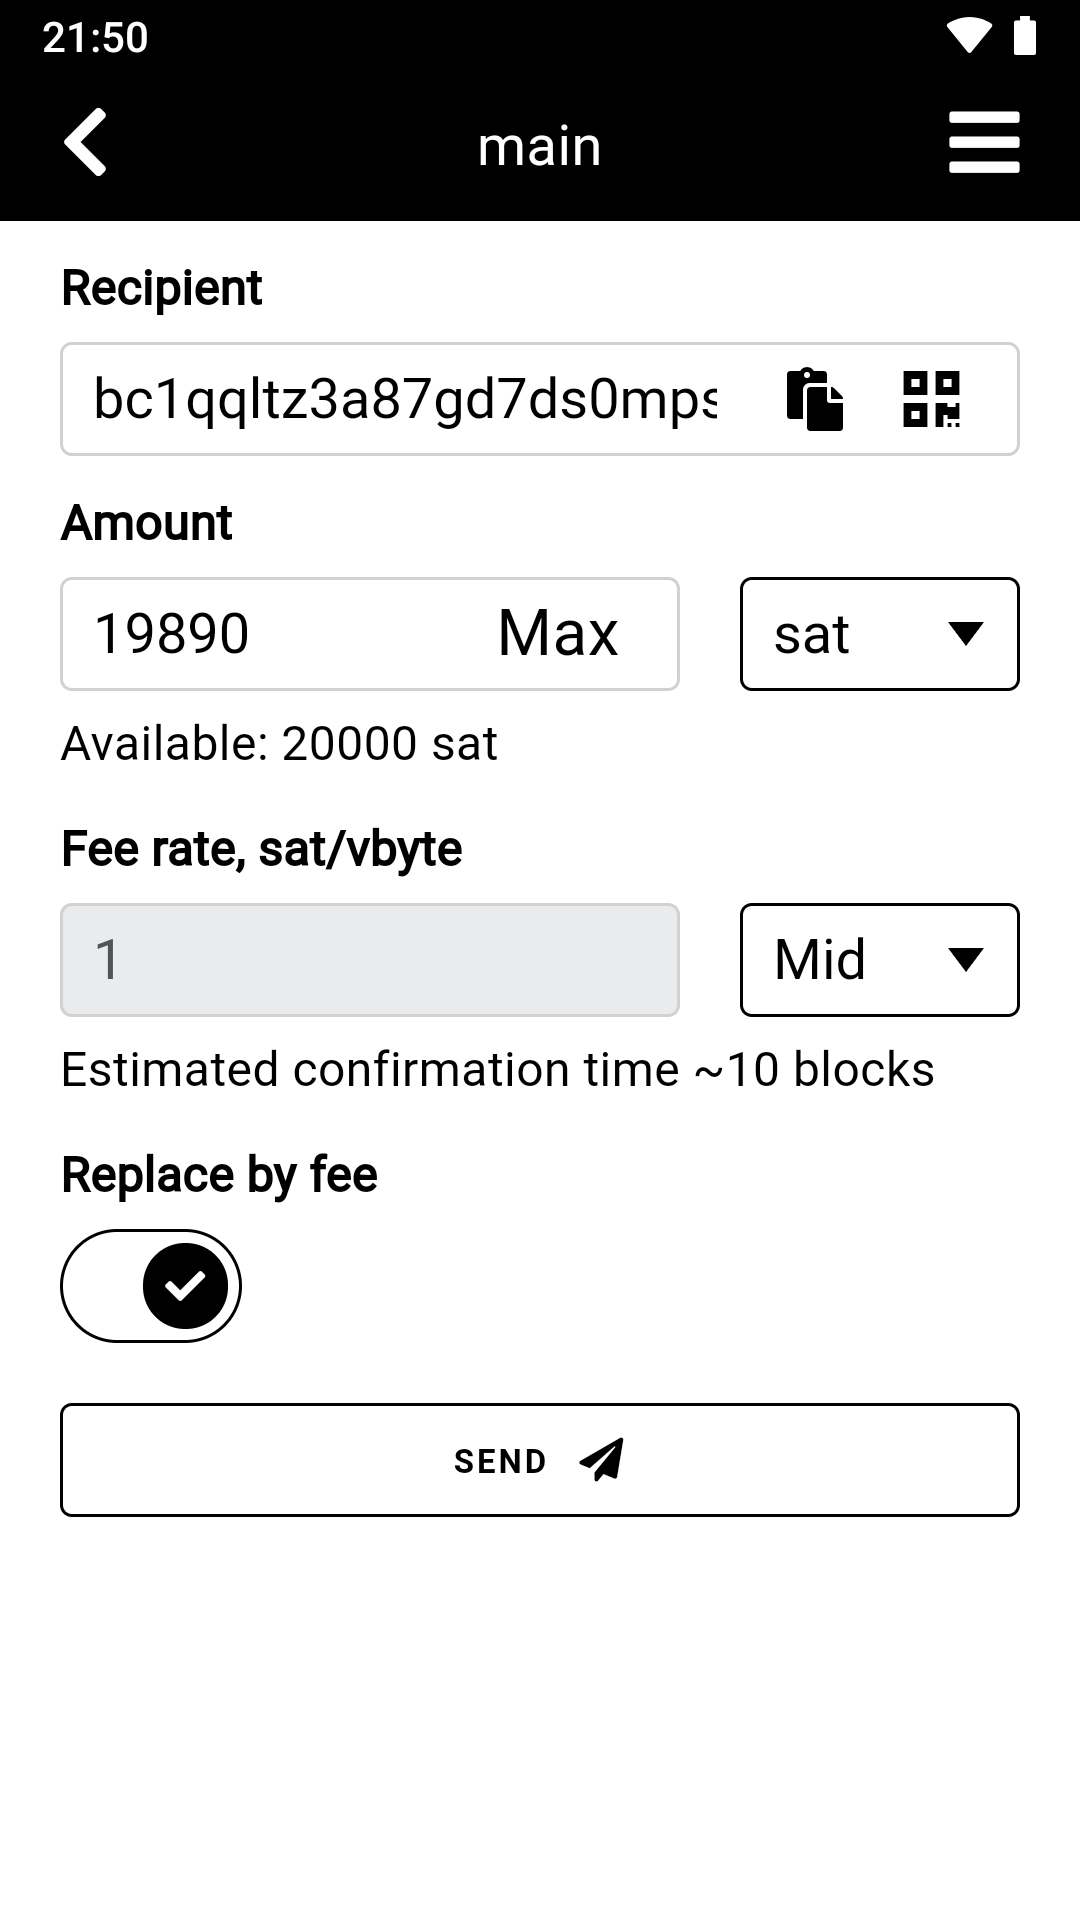 21:50
main
Recipient
bc1qqltz3a87gd7ds0mps
Amount
19890 Max sat
Available: 20000 sat
Fee rate, sat/vbyte
1 Mid
Estimated confirmation time ~10 blocks
Replace by fee
SEND